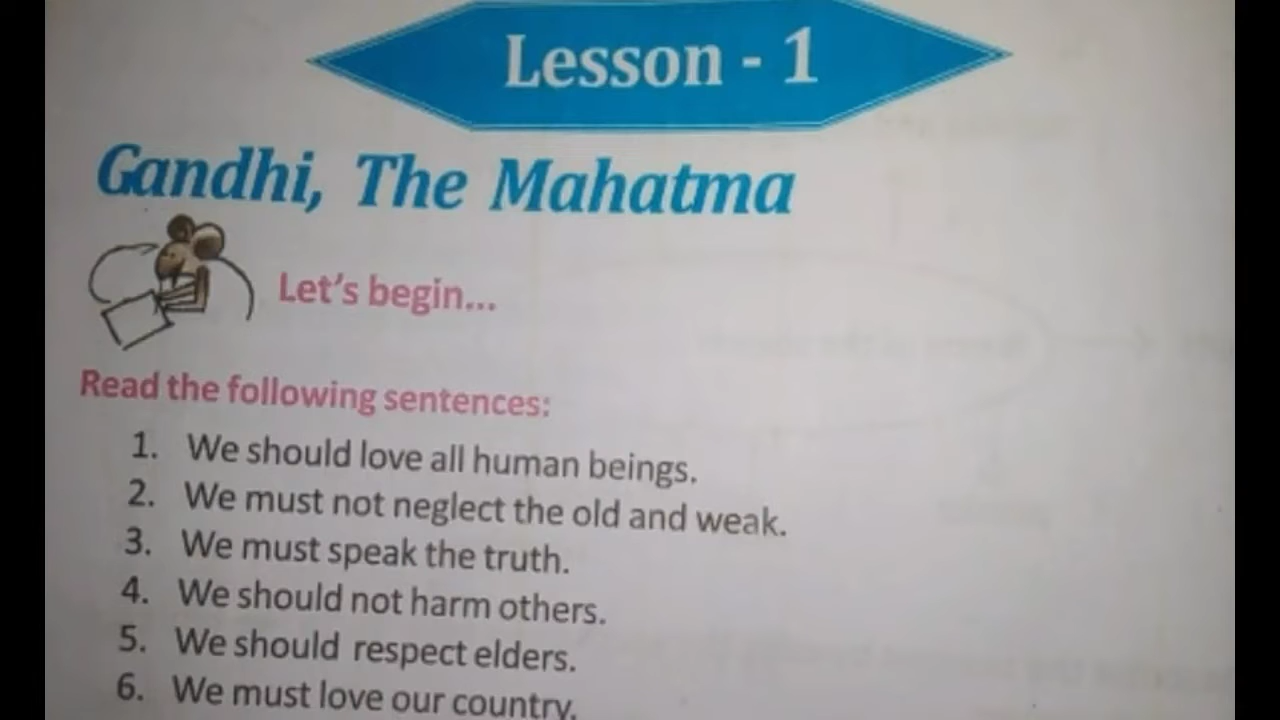 Lesson - 1
Gandhi, The Mahatma
Let's begin...
Read the following sentences:
1. We should love all human beings.
2. We must not neglect the old and weak.
3. We must speak the truth.
4. We should not harm others.
5. We should respect elders.
6. We must love our country.